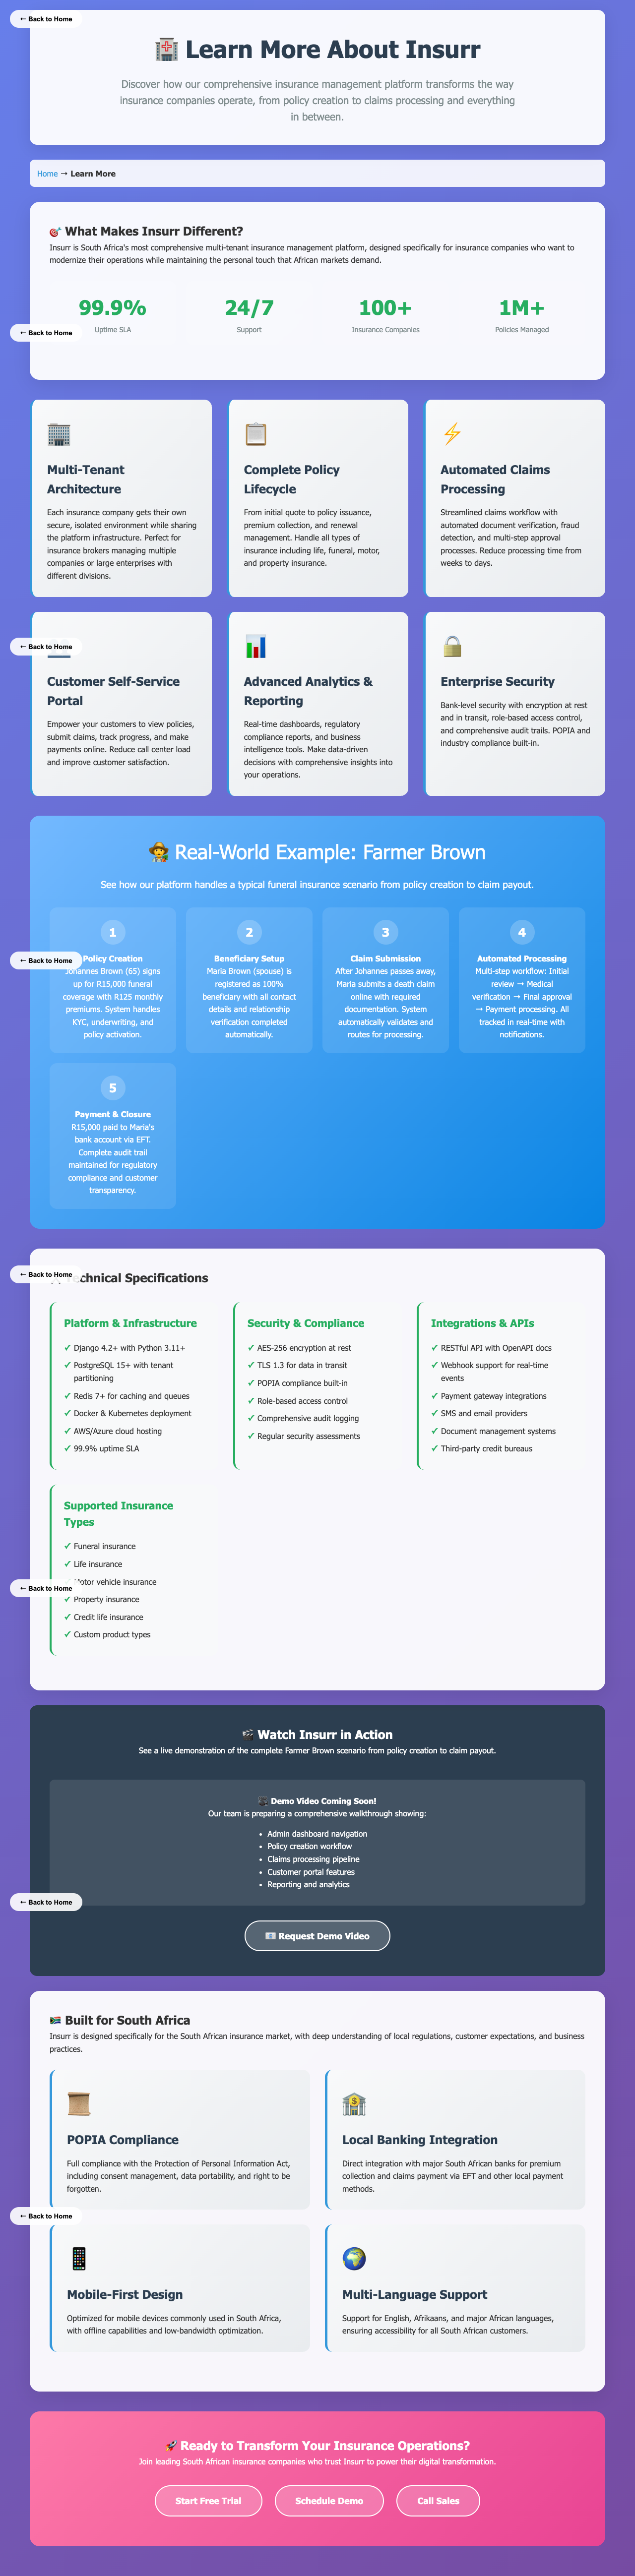 ← Back to Home
🏥 Learn More About Insurr
Discover how our comprehensive insurance management platform transforms the way
insurance companies operate, from policy creation to claims processing and everything
in between.
Home → Learn More
🎯 What Makes Insurr Different?
Insurr is South Africa's most comprehensive multi-tenant insurance management platform, designed specifically for insurance companies who want to
modernize their operations while maintaining the personal touch that African markets demand.
99.9%
Uptime SLA
24/7
Support
100+
Insurance Companies
1M+
Policies Managed
← Back to Home
Multi-Tenant
Architecture
Each insurance company gets their own
secure, isolated environment while sharing
the platform infrastructure. Perfect for
insurance brokers managing multiple
companies or large enterprises with
different divisions.
Complete Policy
Lifecycle
From initial quote to policy issuance,
premium collection, and renewal
management. Handle all types of
insurance including life, funeral, motor,
and property insurance.
Automated Claims
Processing
Streamlined claims workflow with
automated document verification, fraud
detection, and multi-step approval
processes. Reduce processing time from
weeks to days.
← Back to Home
Customer Self-Service
Portal
Empower your customers to view policies,
submit claims, track progress, and make
payments online. Reduce call center load
and improve customer satisfaction.
Advanced Analytics &
Reporting
Real-time dashboards, regulatory
compliance reports, and business
intelligence tools. Make data-driven
decisions with comprehensive insights into
your operations.
Enterprise Security
Bank-level security with encryption at rest
and in transit, role-based access control,
and comprehensive audit trails. POPIA and
industry compliance built-in.
🧑‍🌾 Real-World Example: Farmer Brown
See how our platform handles a typical funeral insurance scenario from policy creation to claim payout.
1
Policy Creation
← Back to Home
Johannes Brown (65) signs
up for R15,000 funeral
coverage with R125 monthly
premiums. System handles
KYC, underwriting, and
policy activation.
2
Beneficiary Setup
Maria Brown (spouse) is
registered as 100%
beneficiary with all contact
details and relationship
verification completed
automatically.
3
Claim Submission
After Johannes passes away,
Maria submits a death claim
online with required
documentation. System
automatically validates and
routes for processing.
4
Automated Processing
Multi-step workflow: Initial
review → Medical
verification → Final approval
→ Payment processing. All
tracked in real-time with
notifications.
5
Payment & Closure
R15,000 paid to Maria's
bank account via EFT.
Complete audit trail
maintained for regulatory
compliance and customer
transparency.
← Back to Home
chnical Specifications
Platform & Infrastructure
✓ Django 4.2+ with Python 3.11+
✓ PostgreSQL 15+ with tenant
partitioning
✓ Redis 7+ for caching and queues
✓ Docker & Kubernetes deployment
✓ AWS/Azure cloud hosting
✓ 99.9% uptime SLA
Security & Compliance
✓ AES-256 encryption at rest
✓ TLS 1.3 for data in transit
✓ POPIA compliance built-in
✓ Role-based access control
✓ Comprehensive audit logging
✓ Regular security assessments
Integrations & APIs
✓ RESTful API with OpenAPI docs
✓ Webhook support for real-time
events
✓ Payment gateway integrations
✓ SMS and email providers
✓ Document management systems
✓ Third-party credit bureaus
Supported Insurance
Types
✓ Funeral insurance
✓ Life insurance
Motor vehicle insurance
← Back to Home
✓ Property insurance
✓ Credit life insurance
✓ Custom product types
🎬 Watch Insurr in Action
See a live demonstration of the complete Farmer Brown scenario from policy creation to claim payout.
Demo Video Coming Soon!
Our team is preparing a comprehensive walkthrough showing:
• Admin dashboard navigation
• Policy creation workflow
• Claims processing pipeline
• Customer portal features
• Reporting and analytics
← Back to Home
📧 Request Demo Video
🇿🇦 Built for South Africa
Insurr is designed specifically for the South African insurance market, with deep understanding of local regulations, customer expectations, and business
practices.
POPIA Compliance
Full compliance with the Protection of Personal Information Act,
including consent management, data portability, and right to be
forgotten.
Local Banking Integration
Direct integration with major South African banks for premium
collection and claims payment via EFT and other local payment
methods.
← Back to Home
Mobile-First Design
Optimized for mobile devices commonly used in South Africa,
with offline capabilities and low-bandwidth optimization.
Multi-Language Support
Support for English, Afrikaans, and major African languages,
ensuring accessibility for all South African customers.
🚀 Ready to Transform Your Insurance Operations?
Join leading South African insurance companies who trust Insurr to power their digital transformation.
Start Free Trial
Schedule Demo
Call Sales